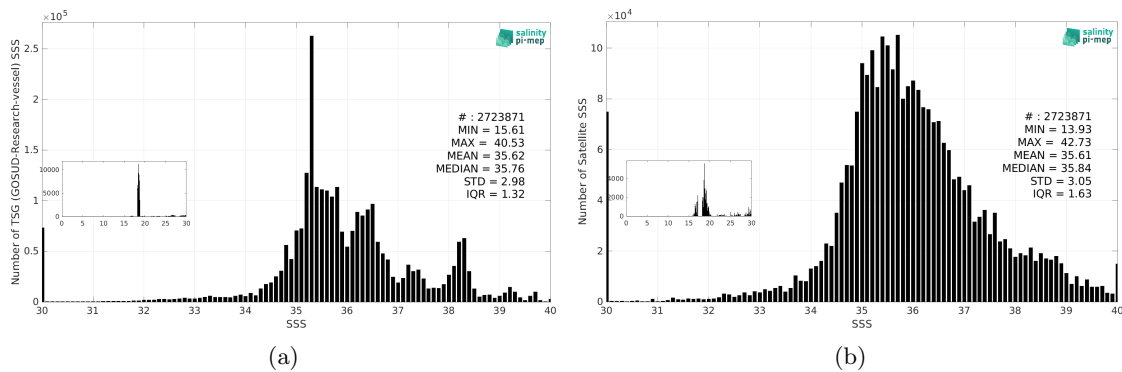 ×10⁵
salinity
pi-mep
Number of TSG (GOSUD-Research-vessel) SSS
2.5
2
1.5
1
0.5
0
# : 2723871
MIN = 15.61
MAX = 40.53
MEAN = 35.62
MEDIAN = 35.76
STD = 2.98
IQR = 1.32
10000
5000
0
0 5 10 15 20 25 30
30 31 32 33 34 35 36 37 38 39 40
SSS
(a)
×10⁴
salinity
pi-mep
Number of Satellite SSS
10
8
6
4
2
0
# : 2723871
MIN = 13.93
MAX = 42.73
MEAN = 35.61
MEDIAN = 35.84
STD = 3.05
IQR = 1.63
4000
2000
0
0 5 10 15 20 25 30
30 31 32 33 34 35 36 37 38 39 40
SSS
(b)